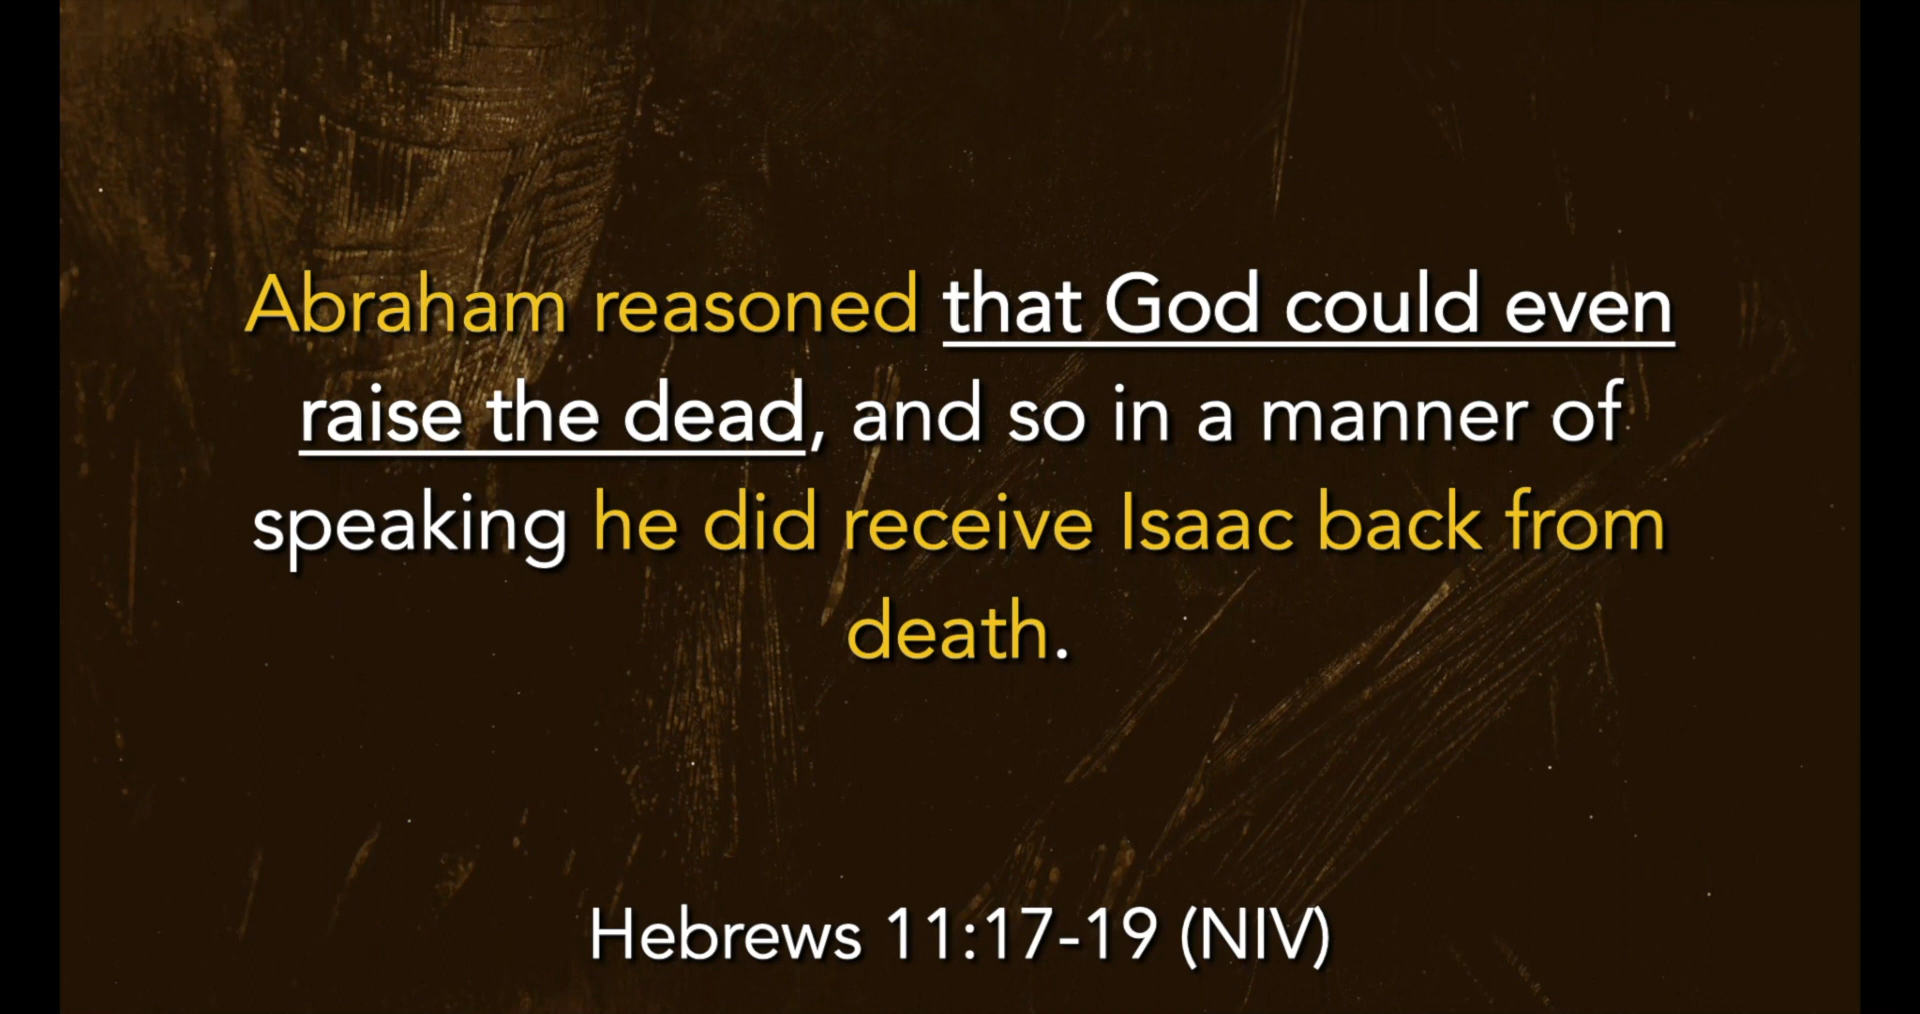 Abraham reasoned that God could even
raise the dead, and so in a manner of
speaking he did receive Isaac back from
death.
Hebrews 11:17-19 (NIV)